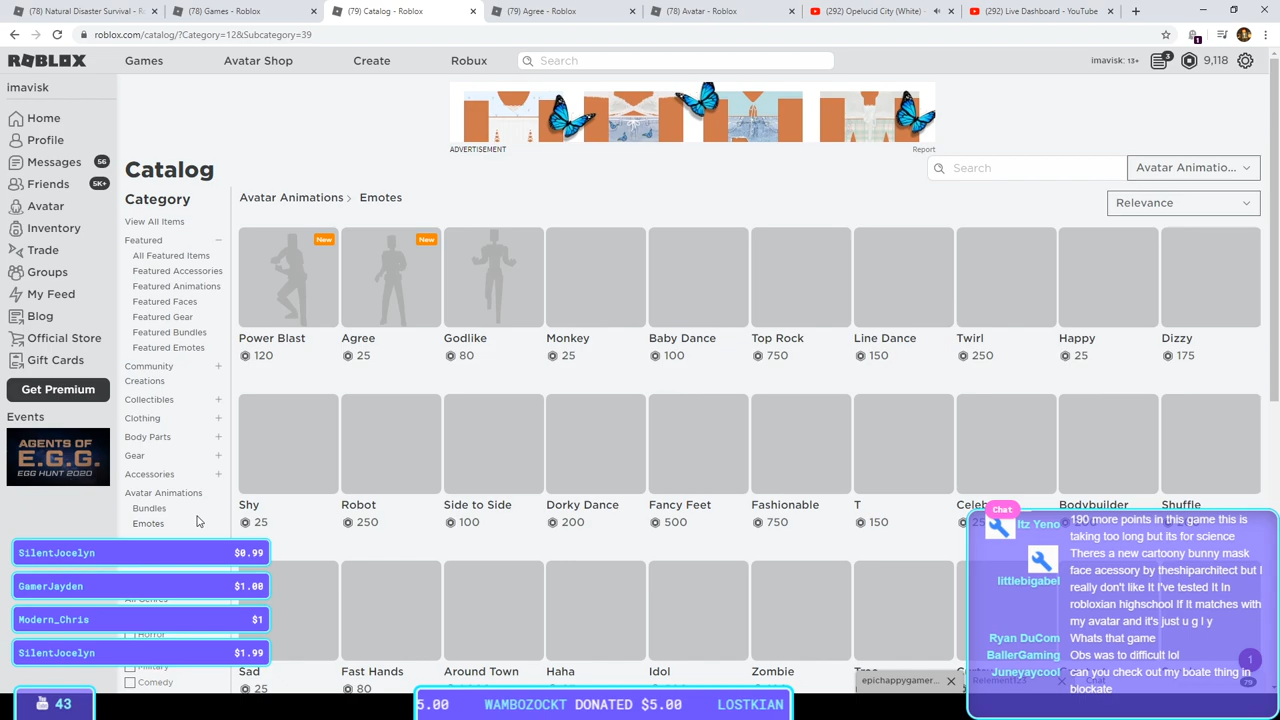 (78) Natural Disaster Survival - R
(78) Games - Roblox
(79) Catalog - Roblox
(79) Agree - Roblox
(78) Avatar - Roblox
(292) Opelucid City (White)
(292) Live Dashboard - YouTube
roblox.com/catalog/?Category=12&Subcategory=39
ROBLOX
Games
Avatar Shop
Create
Robux
Search
imavisk: 13+
3
9,118
imavisk
Home
Profile
Messages 56
Friends 5K+
Avatar
Inventory
Trade
Groups
My Feed
Blog
Official Store
Gift Cards
Get Premium
Events
AGENTS OF E.G.G.
EGG HUNT 2020
ADVERTISEMENT
Report
Catalog
Search
Avatar Animatio...
Category
Avatar Animations > Emotes
Relevance
View All Items
Featured
All Featured Items
Featured Accessories
Featured Animations
Featured Faces
Featured Gear
Featured Bundles
Featured Emotes
Community Creations
Collectibles
Clothing
Body Parts
Gear
Accessories
Avatar Animations
Bundles
Emotes
All Genres
Horror
Military
Comedy
New
New
Power Blast
Agree
Godlike
Monkey
Baby Dance
Top Rock
Line Dance
Twirl
Happy
Dizzy
120
25
80
25
100
750
150
250
25
175
Shy
Robot
Side to Side
Dorky Dance
Fancy Feet
Fashionable
T
Bodybuilder
Shuffle
25
250
100
200
500
750
150
Sad
Fast Hands
Around Town
Haha
Idol
Zombie
25
80
SilentJocelyn $0.99
GamerJayden $1.00
Modern_Chris $1
SilentJocelyn $1.99
43
5.00 WAMBOZOCKT DONATED $5.00 LOSTKIAN
epichappygamer...
Chat
Chat
Itz Yeno 190 more points in this game this is
taking too long but its for science
littlebigabel Theres a new cartoony bunny mask
face acessory by theshiparchitect but I
really don't like It I've tested It In
robloxian highschool If It matches with
my avatar and it's just u g l y
Ryan DuCom Whats that game
BallerGaming Obs was to difficult lol
Juneyaycool can you check out my boate thing in
blockate
1
79